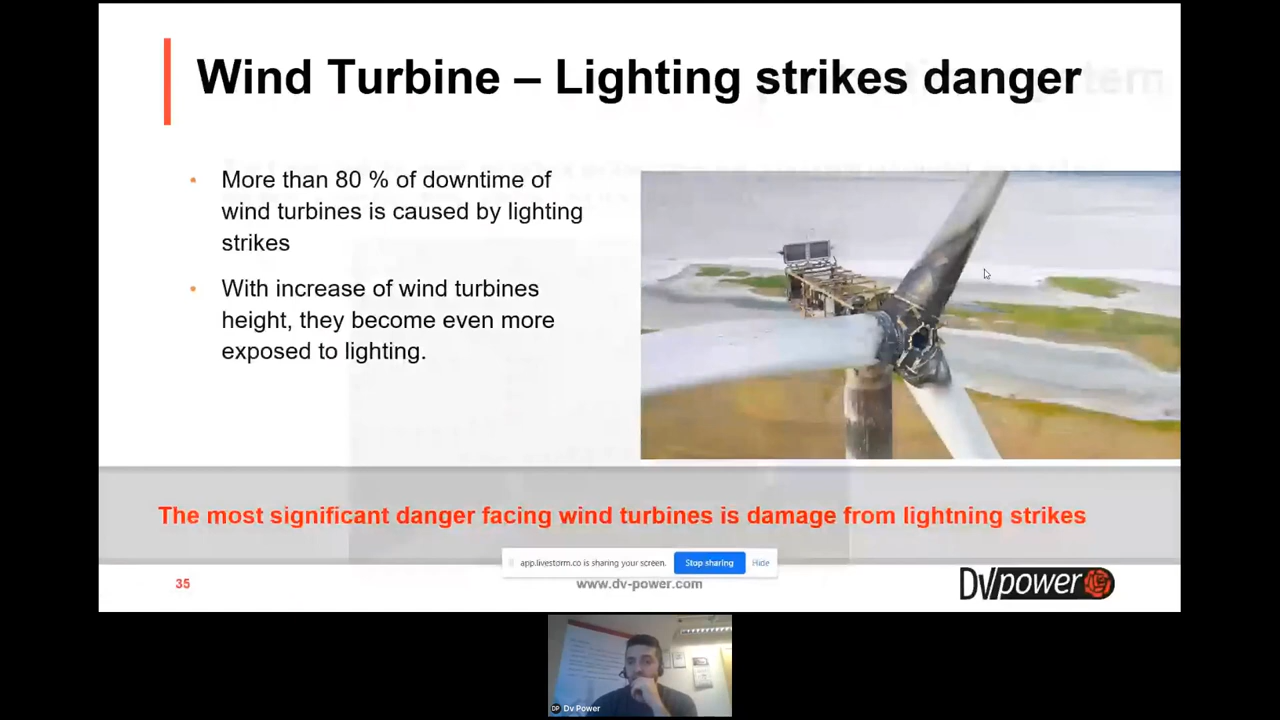 Wind Turbine – Lighting strikes danger
More than 80 % of downtime of
wind turbines is caused by lighting
strikes
With increase of wind turbines
height, they become even more
exposed to lighting.
The most significant danger facing wind turbines is damage from lightning strikes
app.livestorm.co is sharing your screen.
Stop sharing
Hide
35
www.dv-power.com
DV power
DP
Dv Power